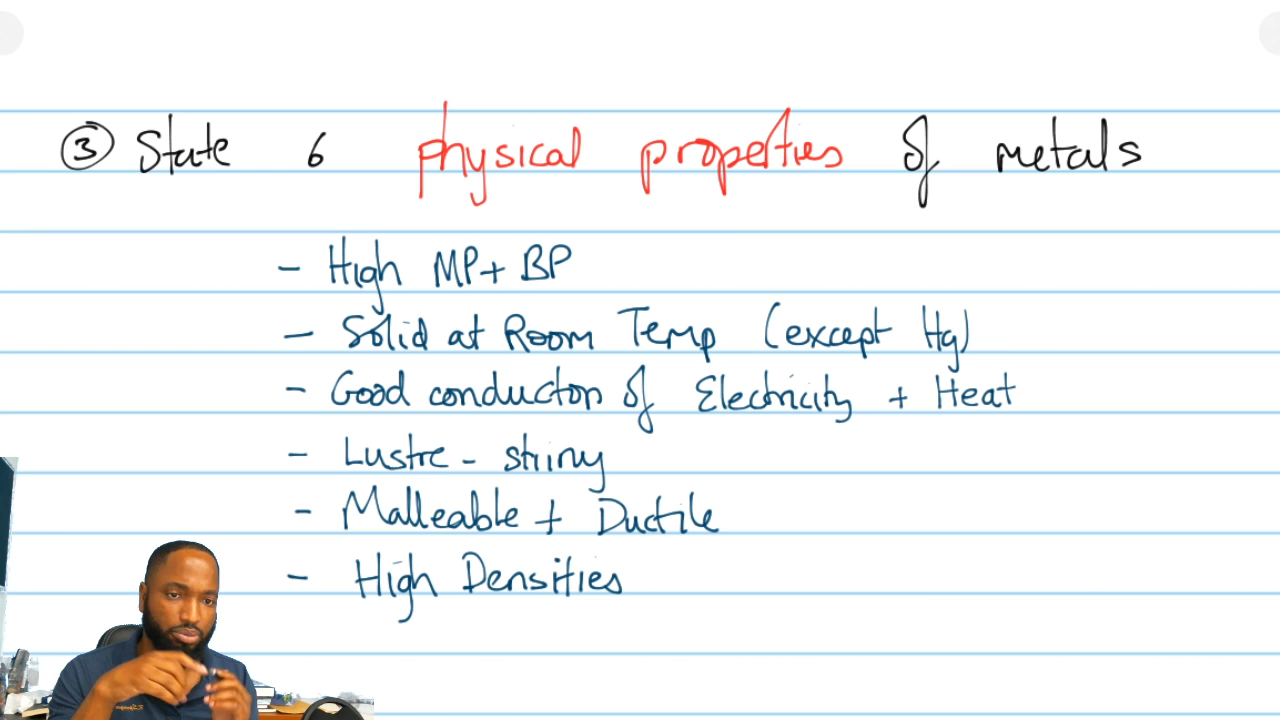 ③ State 6 physical properties of metals
- High MP + BP
- Solid at Room Temp (except Hg)
- Good conductor of Electricity + Heat
- Lustre - shiny
- Malleable + Ductile
- High Densities